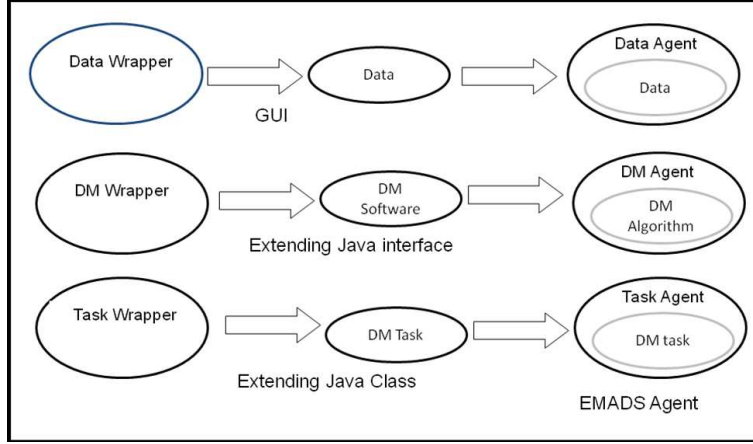 Data Wrapper
Data
Data Agent
Data
GUI
DM Wrapper
DM
Software
DM Agent
DM
Algorithm
Extending Java interface
Task Wrapper
DM Task
Task Agent
DM task
Extending Java Class
EMADS Agent